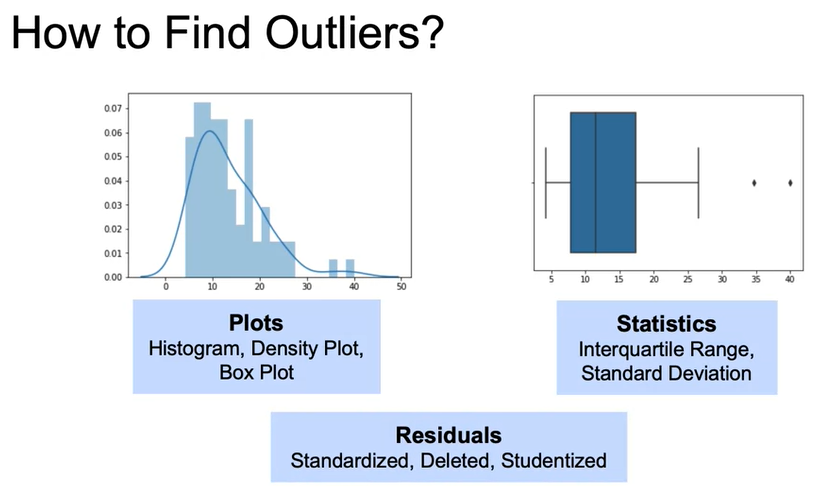 How to Find Outliers?
0.07
0.06
0.05
0.04
0.03
0.02
0.01
0.00
0 10 20 30 40 50
5 10 15 20 25 30 35 40
Plots
Histogram, Density Plot,
Box Plot
Statistics
Interquartile Range,
Standard Deviation
Residuals
Standardized, Deleted, Studentized